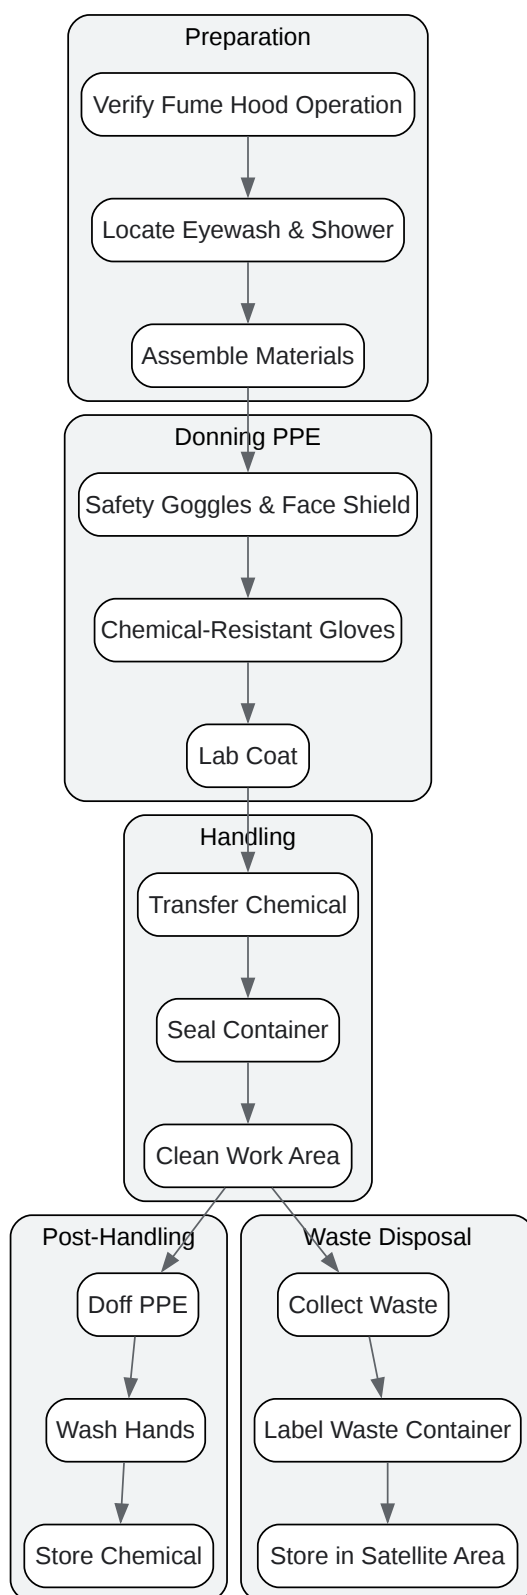 Preparation
Verify Fume Hood Operation
Locate Eyewash & Shower
Assemble Materials
Donning PPE
Safety Goggles & Face Shield
Chemical-Resistant Gloves
Lab Coat
Handling
Transfer Chemical
Seal Container
Clean Work Area
Post-Handling
Doff PPE
Wash Hands
Store Chemical
Waste Disposal
Collect Waste
Label Waste Container
Store in Satellite Area